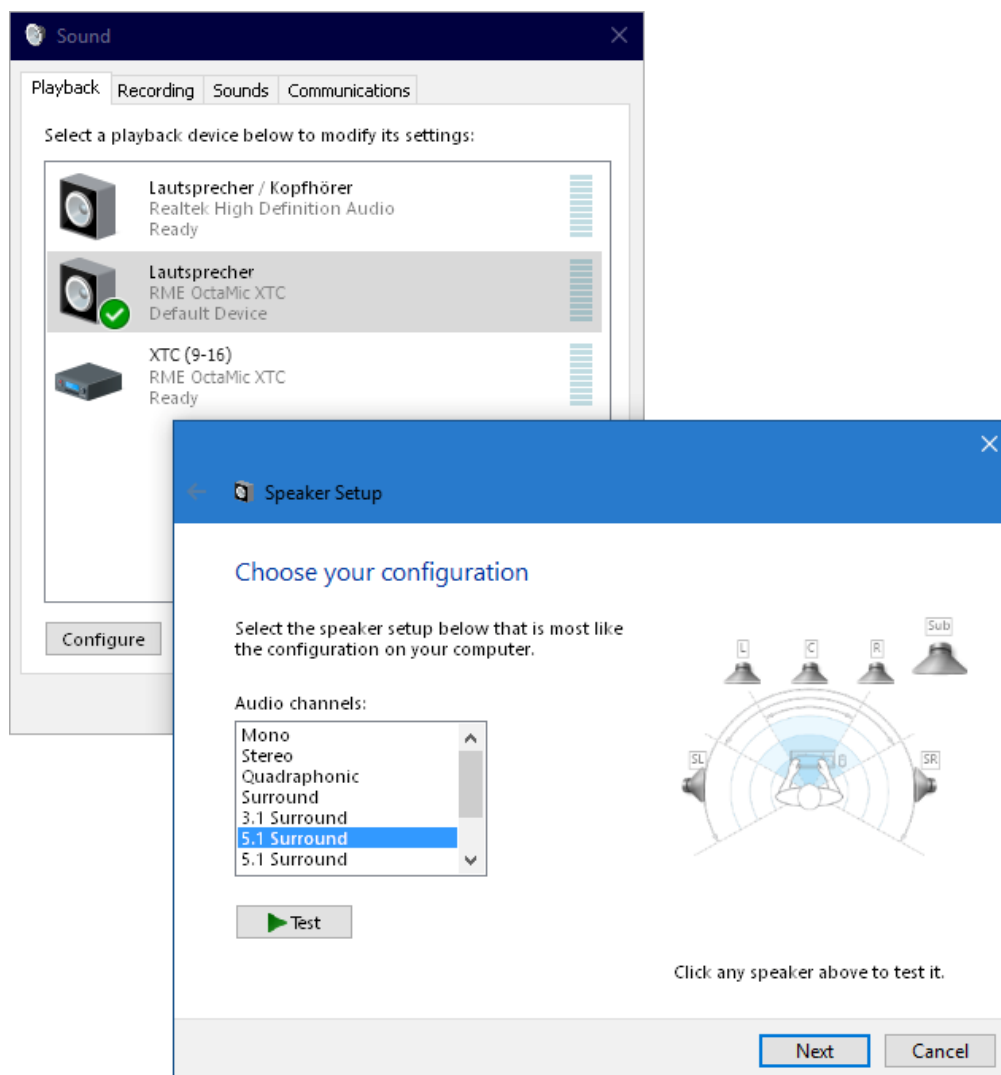 Sound
Playback Recording Sounds Communications
Select a playback device below to modify its settings:
Lautsprecher / Kopfhörer
Realtek High Definition Audio
Ready
Lautsprecher
RME OctaMic XTC
Default Device
XTC (9-16)
RME OctaMic XTC
Ready
Configure
Speaker Setup
Choose your configuration
Select the speaker setup below that is most like
the configuration on your computer.
Audio channels:
Mono
Stereo
Quadraphonic
Surround
3.1 Surround
5.1 Surround
5.1 Surround
Test
L C R Sub
SL SR
Click any speaker above to test it.
Next Cancel